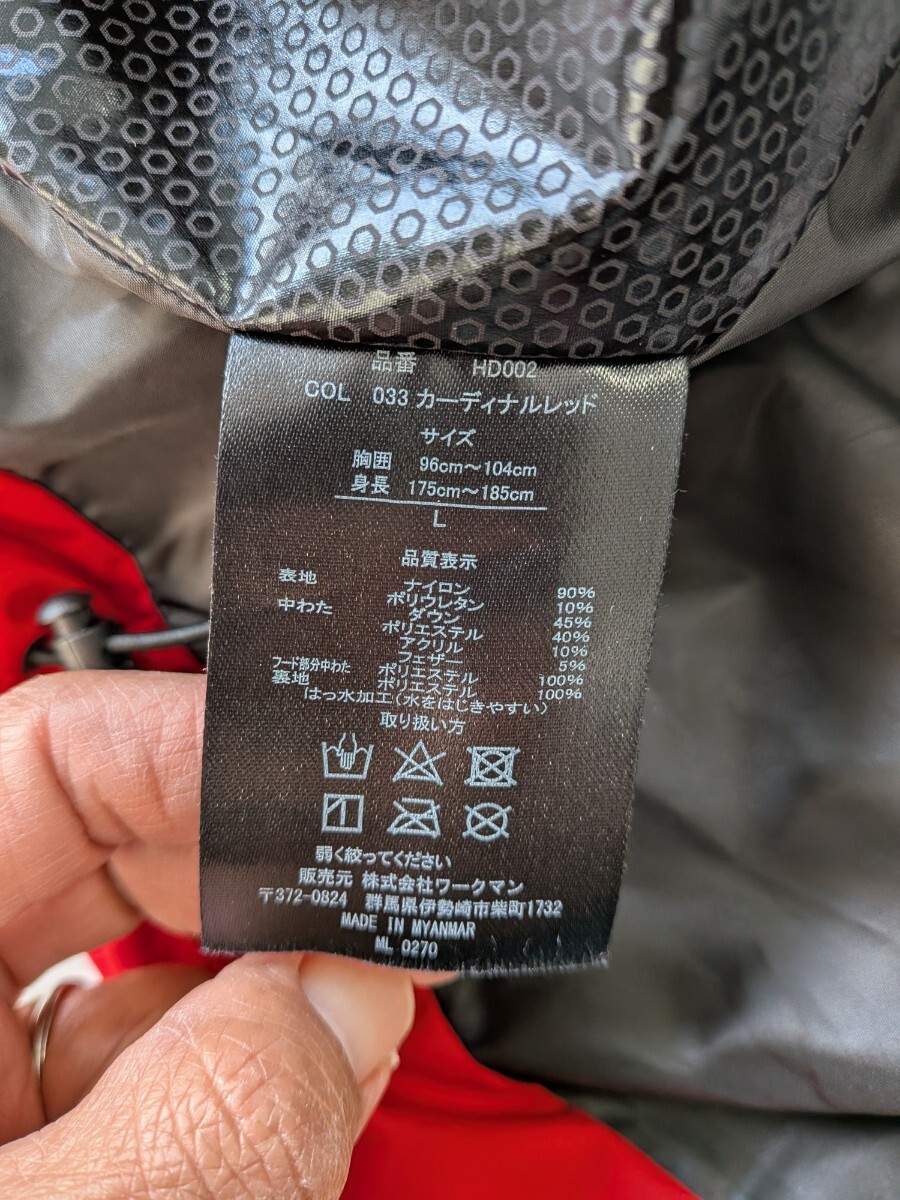 品番 HD002
COL 033 カーディナルレッド
サイズ
胸囲 96cm～104cm
身長 175cm～185cm
L
品質表示
表地 ナイロン 90%
ポリウレタン 10%
中わた ダウン 45%
ポリエステル 40%
アクリル 10%
フェザー 5%
フード部分中わた ポリエステル 100%
裏地 ポリエステル 100%
はっ水加工(水をはじきやすい)
取り扱い方
弱く絞ってください
販売元 株式会社ワークマン
〒372-0824 群馬県伊勢崎市柴町1732
MADE IN MYANMAR
ML 0270